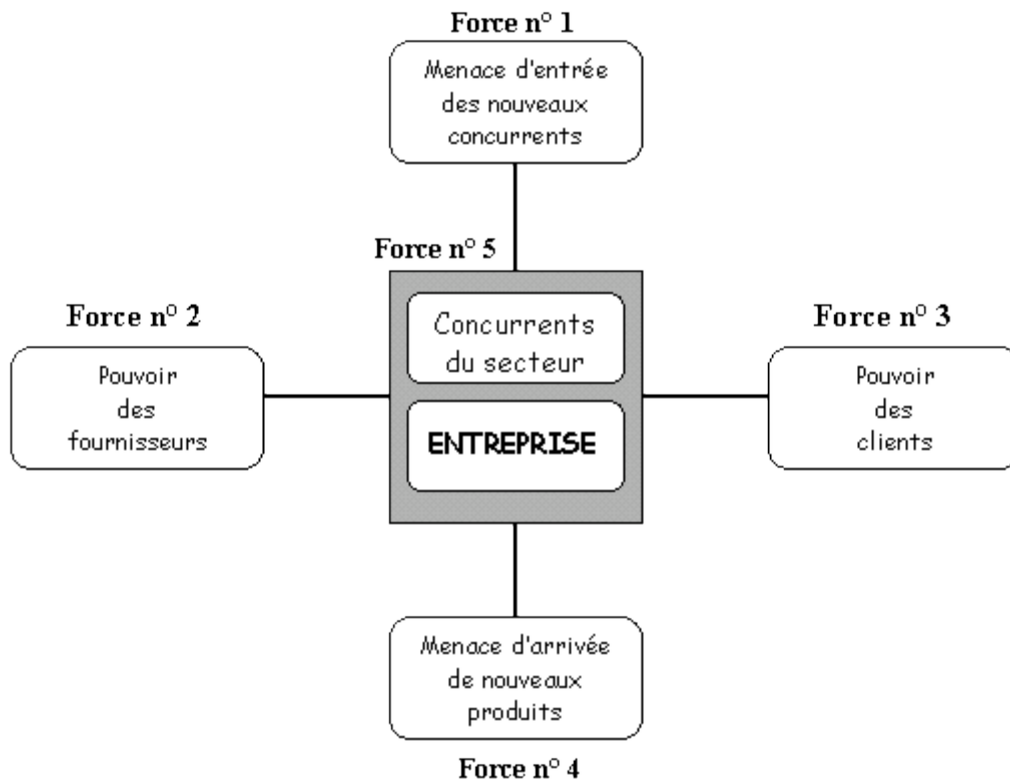 Force n° 1
Menace d'entrée
des nouveaux
concurrents
Force n° 5
Concurrents
du secteur
ENTREPRISE
Force n° 2
Pouvoir
des
fournisseurs
Force n° 3
Pouvoir
des
clients
Menace d'arrivée
de nouveaux
produits
Force n° 4